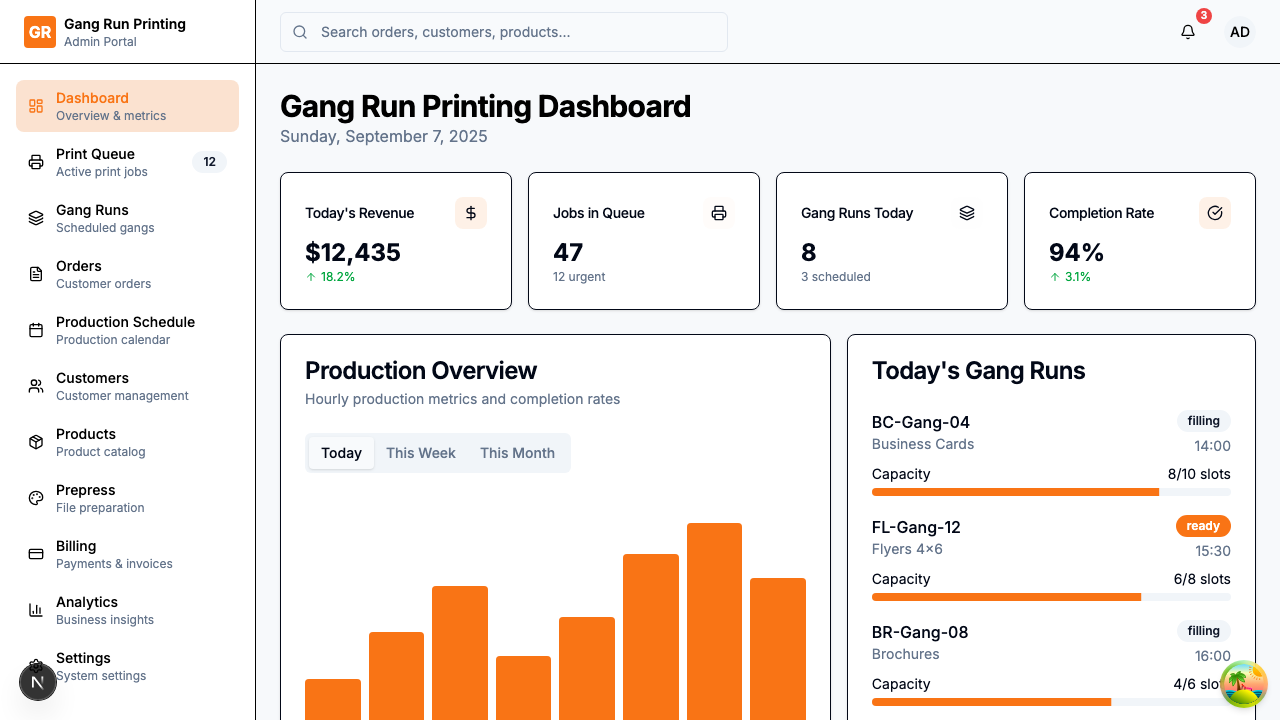 GR
Gang Run Printing
Admin Portal
Search orders, customers, products...
3
AD
Dashboard
Overview & metrics
Print Queue
Active print jobs
12
Gang Runs
Scheduled gangs
Orders
Customer orders
Production Schedule
Production calendar
Customers
Customer management
Products
Product catalog
Prepress
File preparation
Billing
Payments & invoices
Analytics
Business insights
Settings
System settings
N
Gang Run Printing Dashboard
Sunday, September 7, 2025
Today's Revenue
$12,435
↑ 18.2%
Jobs in Queue
47
12 urgent
Gang Runs Today
8
3 scheduled
Completion Rate
94%
↑ 3.1%
Production Overview
Hourly production metrics and completion rates
Today This Week This Month
Today's Gang Runs
BC-Gang-04 filling
Business Cards 14:00
Capacity 8/10 slots
FL-Gang-12 ready
Flyers 4×6 15:30
Capacity 6/8 slots
BR-Gang-08 filling
Brochures 16:00
Capacity 4/6